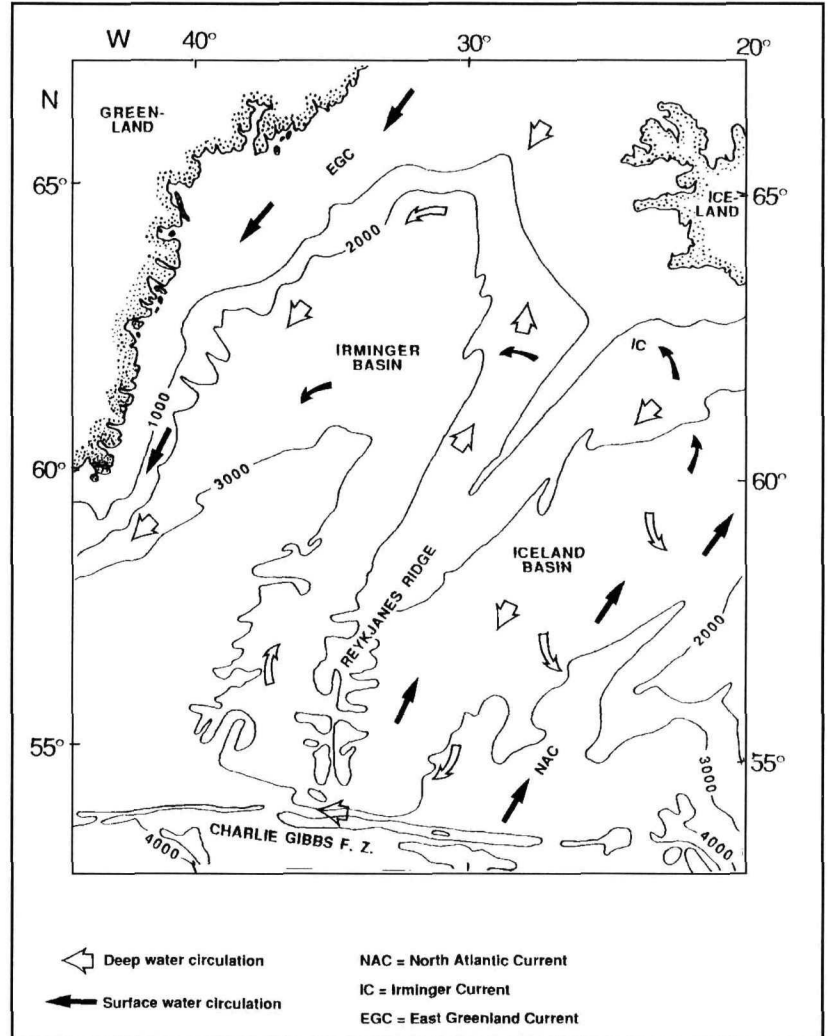 W 40° 30° 20°
N
GREEN-
LAND
EGC
65° 65°
ICE-
LAND
2000
IRMINGER
BASIN
IC
1000
60° 60°
3000
ICELAND
BASIN
REYKJANES RIDGE
2000
55° 55°
NAC
3000
CHARLIE GIBBS F. Z.
4000 4000
Deep water circulation
Surface water circulation
NAC = North Atlantic Current
IC = Irminger Current
EGC = East Greenland Current